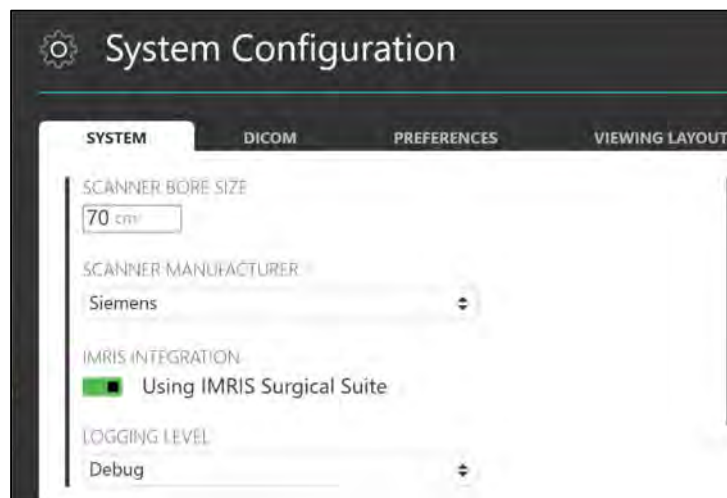 System Configuration
SYSTEM DICOM PREFERENCES VIEWING LAYOUT
SCANNER BORE SIZE
70 cm
SCANNER MANUFACTURER
Siemens
IMRIS INTEGRATION
Using IMRIS Surgical Suite
LOGGING LEVEL
Debug